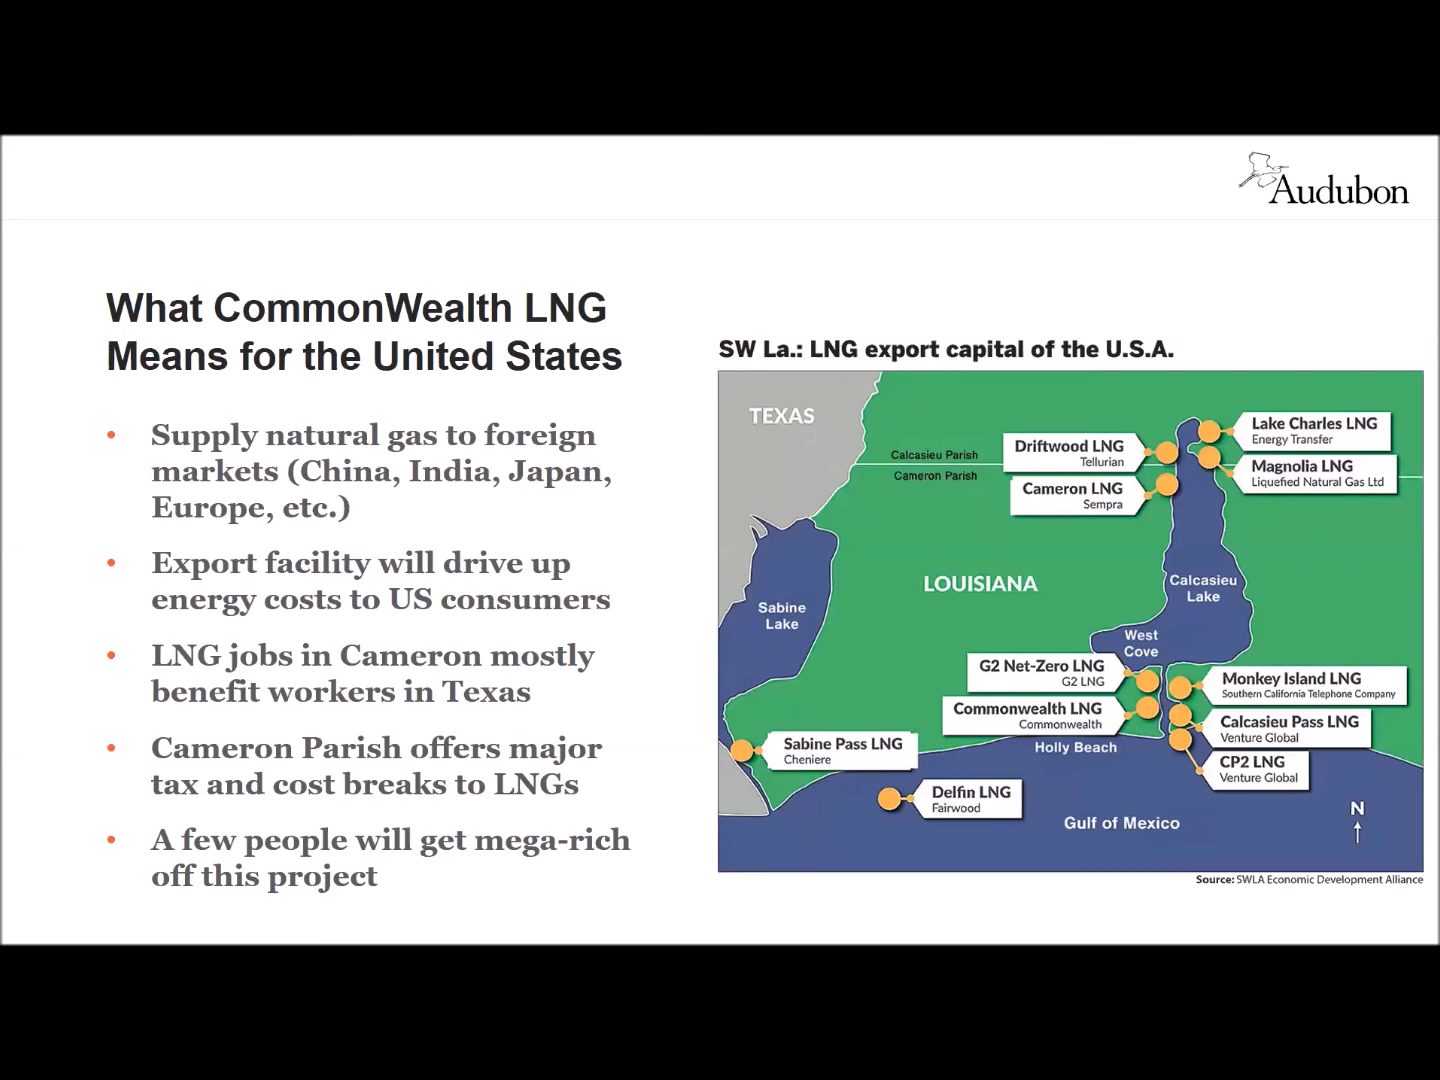 Audubon
What CommonWealth LNG
Means for the United States
• Supply natural gas to foreign
markets (China, India, Japan,
Europe, etc.)
• Export facility will drive up
energy costs to US consumers
• LNG jobs in Cameron mostly
benefit workers in Texas
• Cameron Parish offers major
tax and cost breaks to LNGs
• A few people will get mega-rich
off this project
SW La.: LNG export capital of the U.S.A.
TEXAS
Calcasieu Parish
Cameron Parish
Driftwood LNG
Tellurian
Cameron LNG
Sempra
Lake Charles LNG
Energy Transfer
Magnolia LNG
Liquefied Natural Gas Ltd
LOUISIANA
Calcasieu
Lake
Sabine
Lake
West
Cove
G2 Net-Zero LNG
G2 LNG
Commonwealth LNG
Commonwealth
Monkey Island LNG
Southern California Telephone Company
Calcasieu Pass LNG
Venture Global
CP2 LNG
Venture Global
Holly Beach
Sabine Pass LNG
Cheniere
Delfin LNG
Fairwood
Gulf of Mexico
N
Source: SWLA Economic Development Alliance